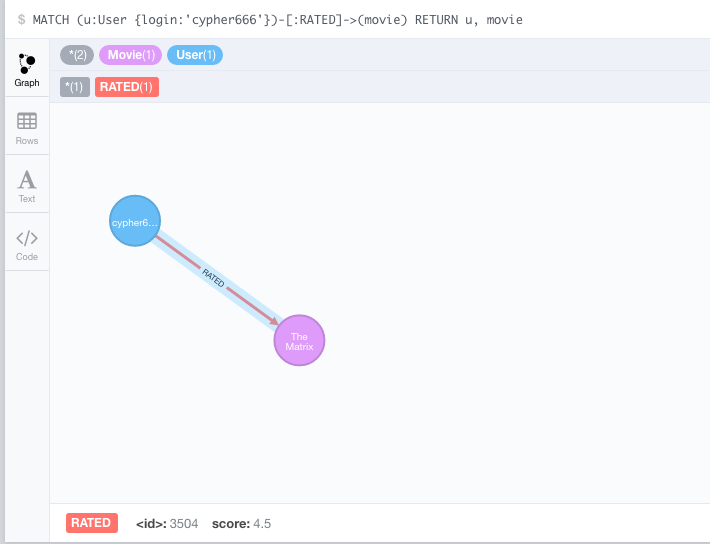 $ MATCH (u:User {login:'cypher666'})-[:RATED]->(movie) RETURN u, movie
*(2) Movie(1) User(1)
*(1) RATED(1)
Graph
Rows
A
Text
</>
Code
cypher6...
RATED
The
Matrix
RATED <id>: 3504 score: 4.5